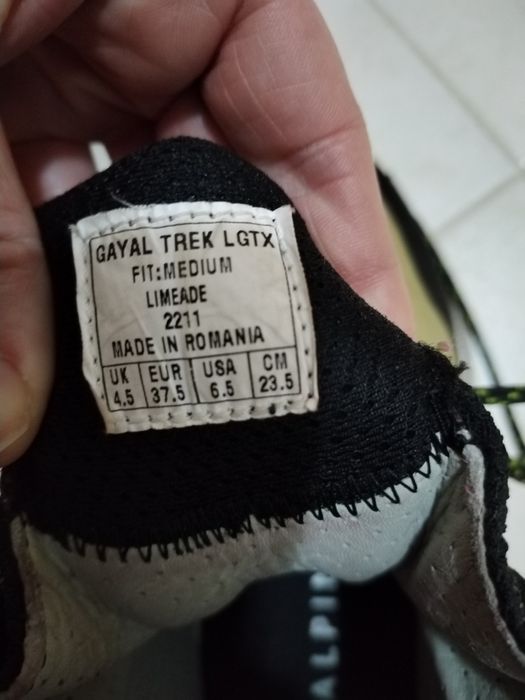 GAYAL TREK LGTX
FIT:MEDIUM
LIMEADE
2211
MADE IN ROMANIA
UK EUR USA CM
4.5 37.5 6.5 23.5
ALPIN